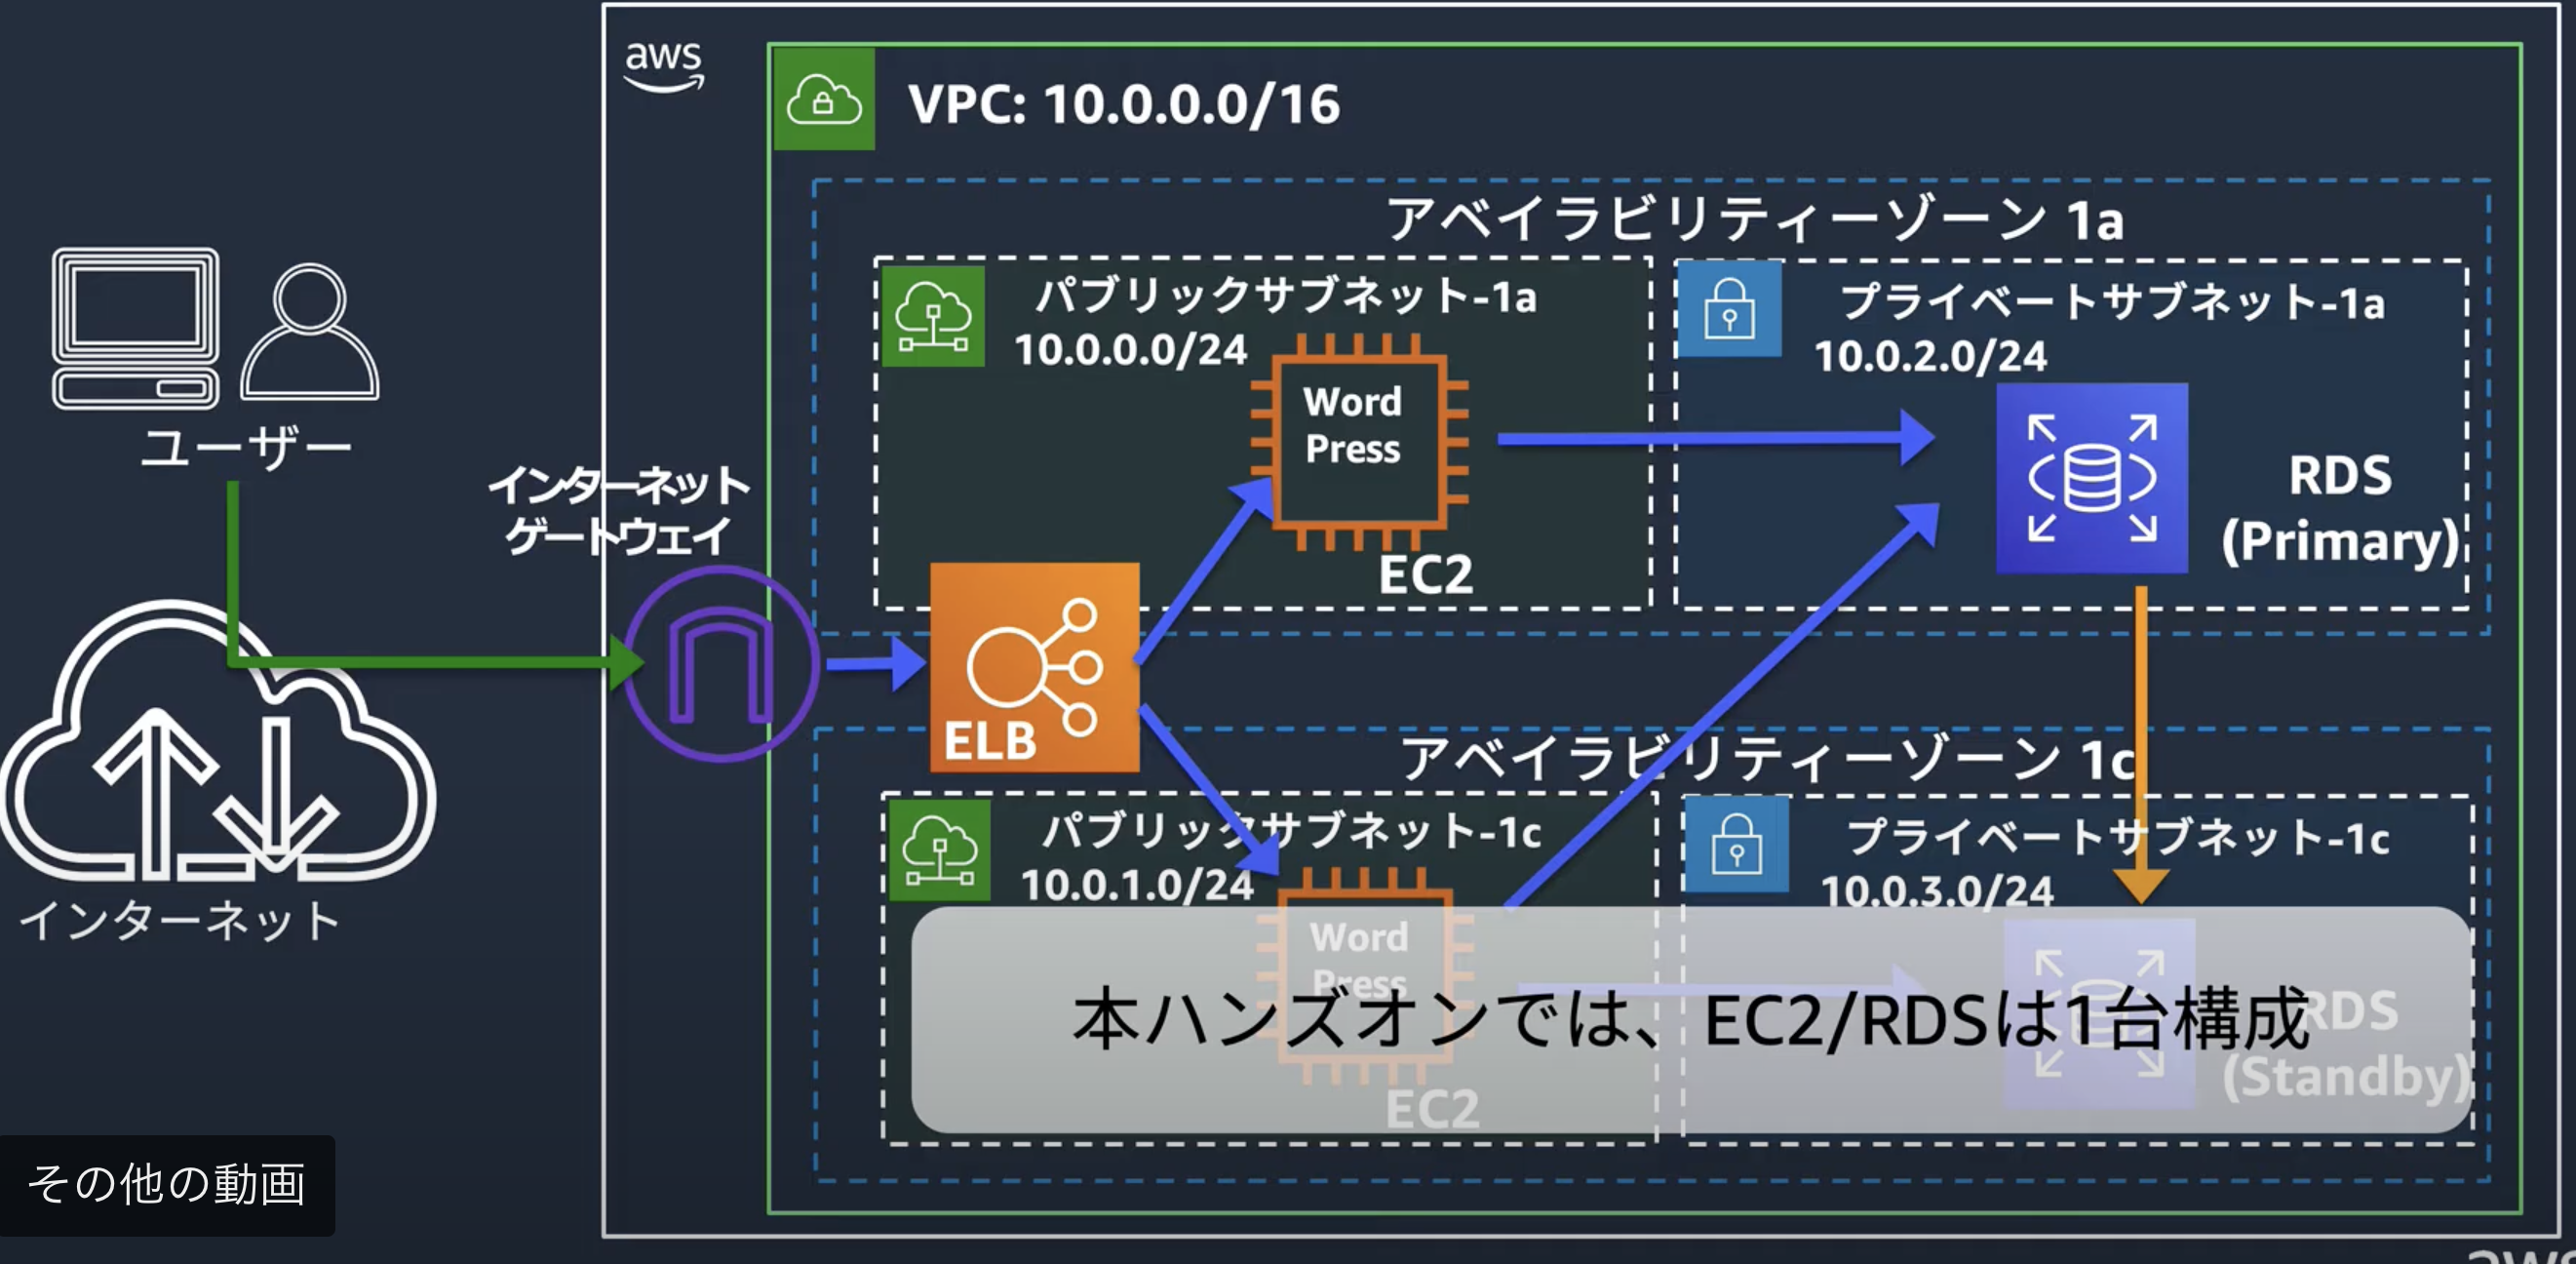 aws
VPC: 10.0.0.0/16
アベイラビリティーゾーン 1a
パブリックサブネット-1a
10.0.0.0/24
Word
Press
EC2
プライベートサブネット-1a
10.0.2.0/24
RDS
(Primary)
ユーザー
インターネット
ゲートウェイ
ELB
インターネット
アベイラビリティーゾーン 1c
パブリックサブネット-1c
10.0.1.0/24
Word
Press
EC2
プライベートサブネット-1c
10.0.3.0/24
RDS
(Standby)
本ハンズオンでは、EC2/RDSは1台構成
その他の動画
aws